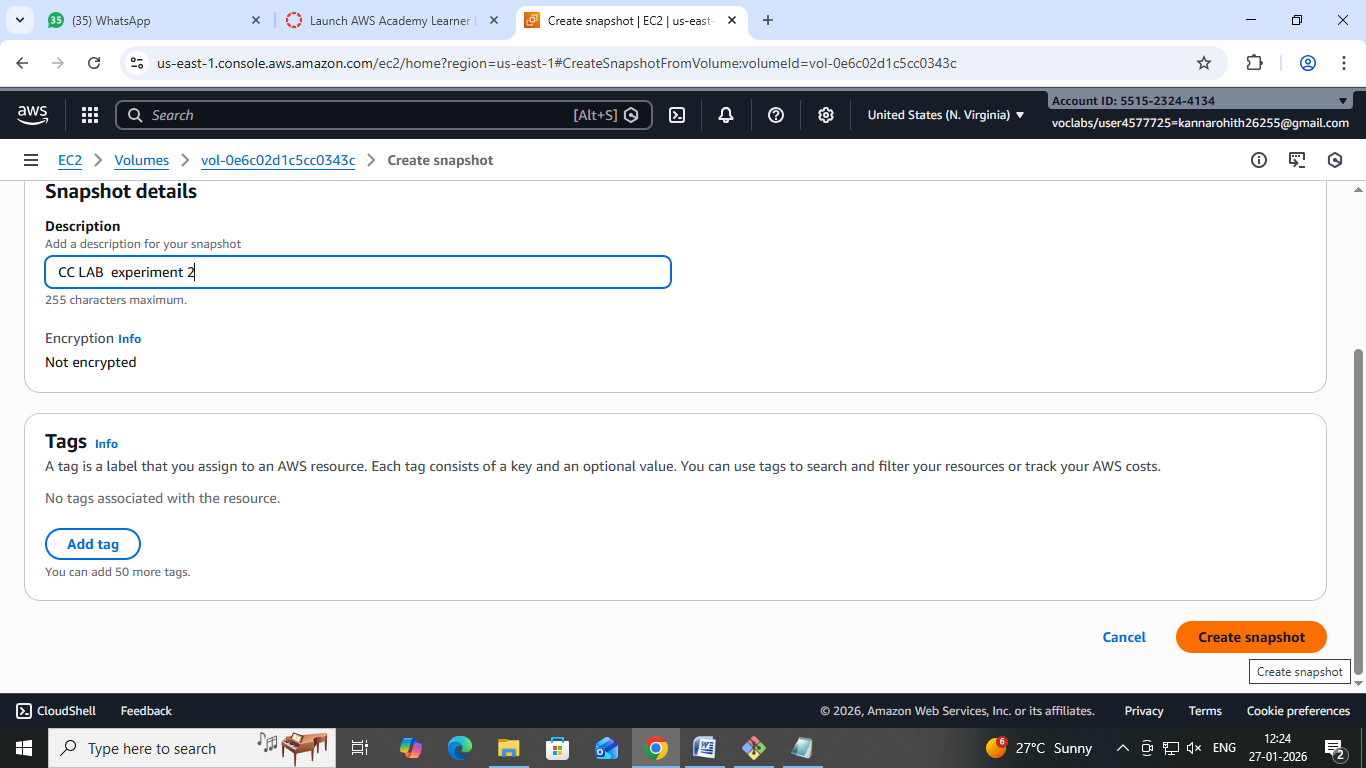 35
(35) WhatsApp
Launch AWS Academy Learner L
Create snapshot | EC2 | us-east-
us-east-1.console.aws.amazon.com/ec2/home?region=us-east-1#CreateSnapshotFromVolume:volumeId=vol-0e6c02d1c5cc0343c
aws
Search
[Alt+S]
United States (N. Virginia)
Account ID: 5515-2324-4134
voclabs/user4577725=kannarohith26255@gmail.com
EC2
Volumes
vol-0e6c02d1c5cc0343c
Create snapshot
Snapshot details
Description
Add a description for your snapshot
CC LAB  experiment 2
255 characters maximum.
Encryption Info
Not encrypted
Tags Info
A tag is a label that you assign to an AWS resource. Each tag consists of a key and an optional value. You can use tags to search and filter your resources or track your AWS costs.
No tags associated with the resource.
Add tag
You can add 50 more tags.
Cancel
Create snapshot
Create snapshot
CloudShell
Feedback
© 2026, Amazon Web Services, Inc. or its affiliates.
Privacy
Terms
Cookie preferences
Type here to search
6
27°C Sunny
ENG
12:24
27-01-2026
2